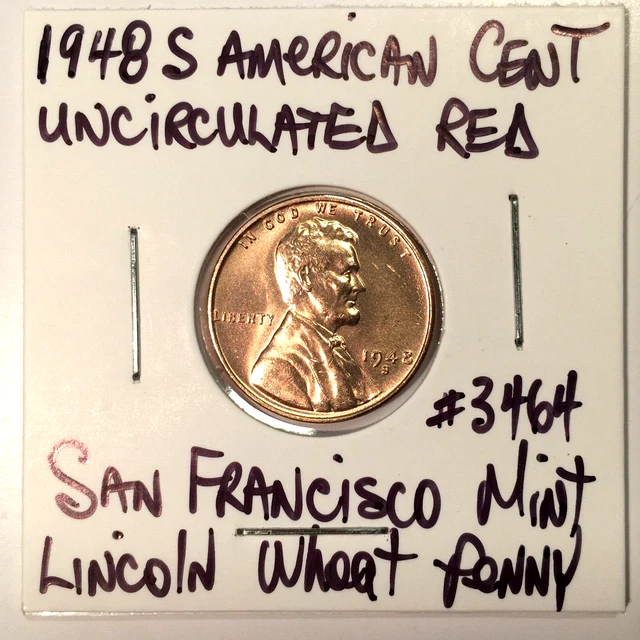 1948 S AMERICAN CENT
UNCIRCULATED RED
IN GOD WE TRUST
LIBERTY
1948
S
#3464
SAN FRANCISCO Mint
LINCOLN Wheat PENNY